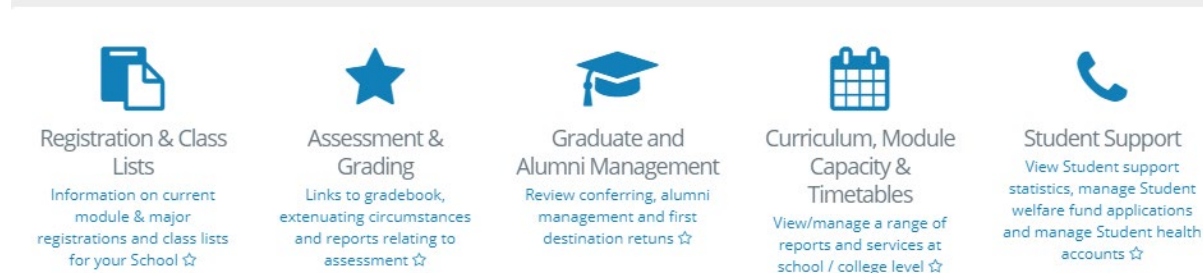 Registration & Class
Lists
Information on current
module & major
registrations and class lists
for your School ☆
Assessment &
Grading
Links to gradebook,
extenuating circumstances
and reports relating to
assessment ☆
Graduate and
Alumni Management
Review conferring, alumni
management and first
destination retuns ☆
Curriculum, Module
Capacity &
Timetables
View/manage a range of
reports and services at
school / college level ☆
Student Support
View Student support
statistics, manage Student
welfare fund applications
and manage Student health
accounts ☆